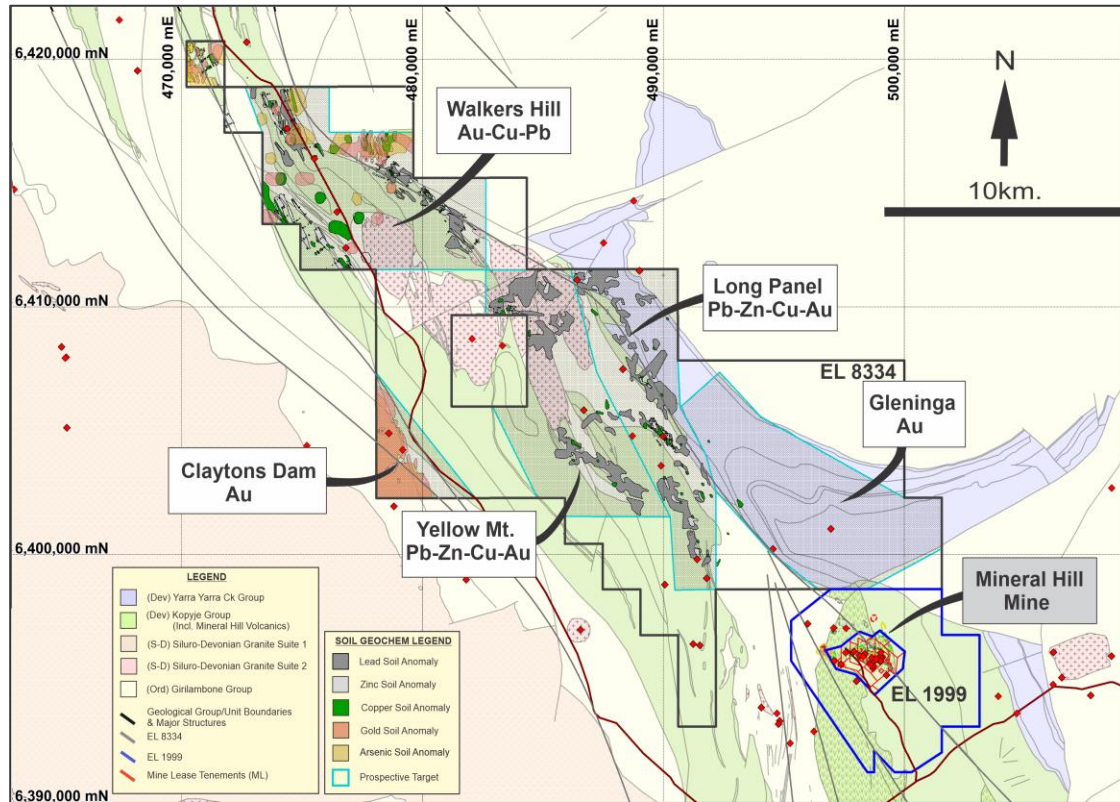 6,420,000 mN
470,000 mE
480,000 mE
490,000 mE
500,000 mE
N
10km.
Walkers Hill
Au-Cu-Pb
6,410,000 mN
Long Panel
Pb-Zn-Cu-Au
EL 8334
Gleninga
Au
Claytons Dam
Au
Yellow Mt.
Pb-Zn-Cu-Au
6,400,000 mN
Mineral Hill
Mine
EL 1999
6,390,000 mN
LEGEND
(Dev) Yarra Yarra Ck Group
(Dev) Kopyje Group
(Incl. Mineral Hill Volcanics)
(S-D) Siluro-Devonian Granite Suite 1
(S-D) Siluro-Devonian Granite Suite 2
(Ord) Girilambone Group
Geological Group/Unit Boundaries
& Major Structures
EL 8334
EL 1999
Mine Lease Tenements (ML)
SOIL GEOCHEM LEGEND
Lead Soil Anomaly
Zinc Soil Anomaly
Copper Soil Anomaly
Gold Soil Anomaly
Arsenic Soil Anomaly
Prospective Target